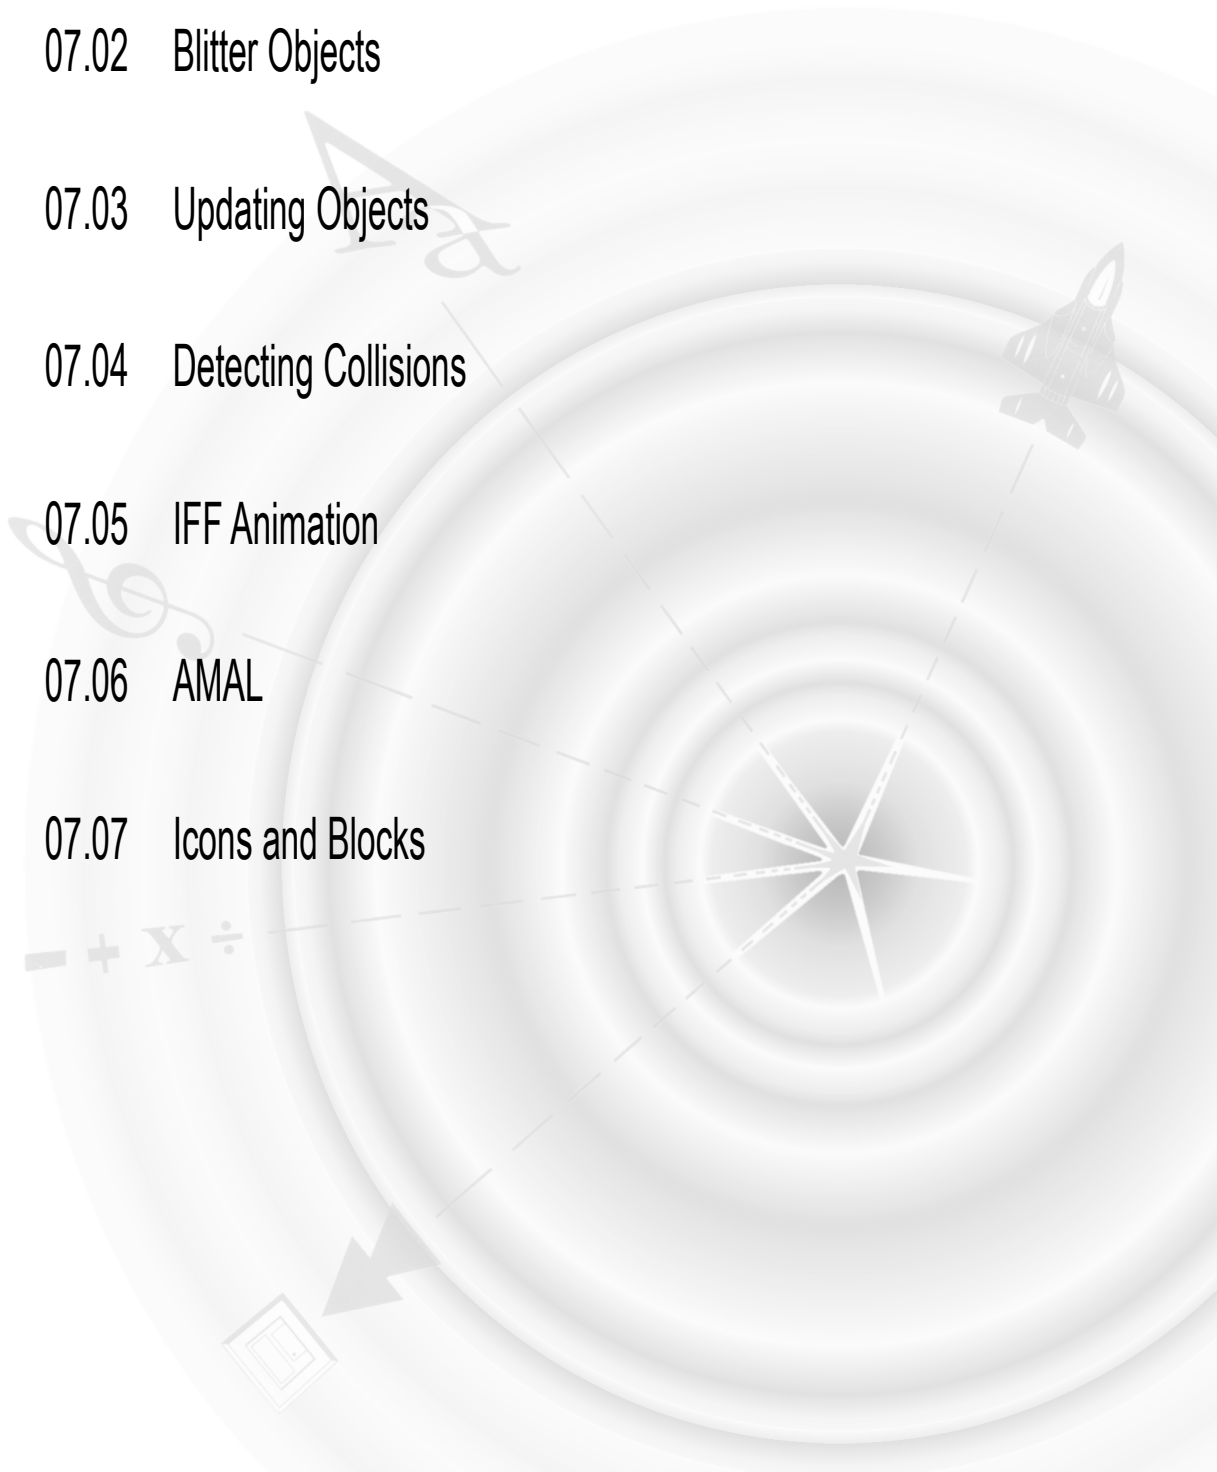 07.02 Blitter Objects
07.03 Updating Objects
Aa
07.04 Detecting Collisions
07.05 IFF Animation
07.06 AMAL
07.07 Icons and Blocks
- + x ÷